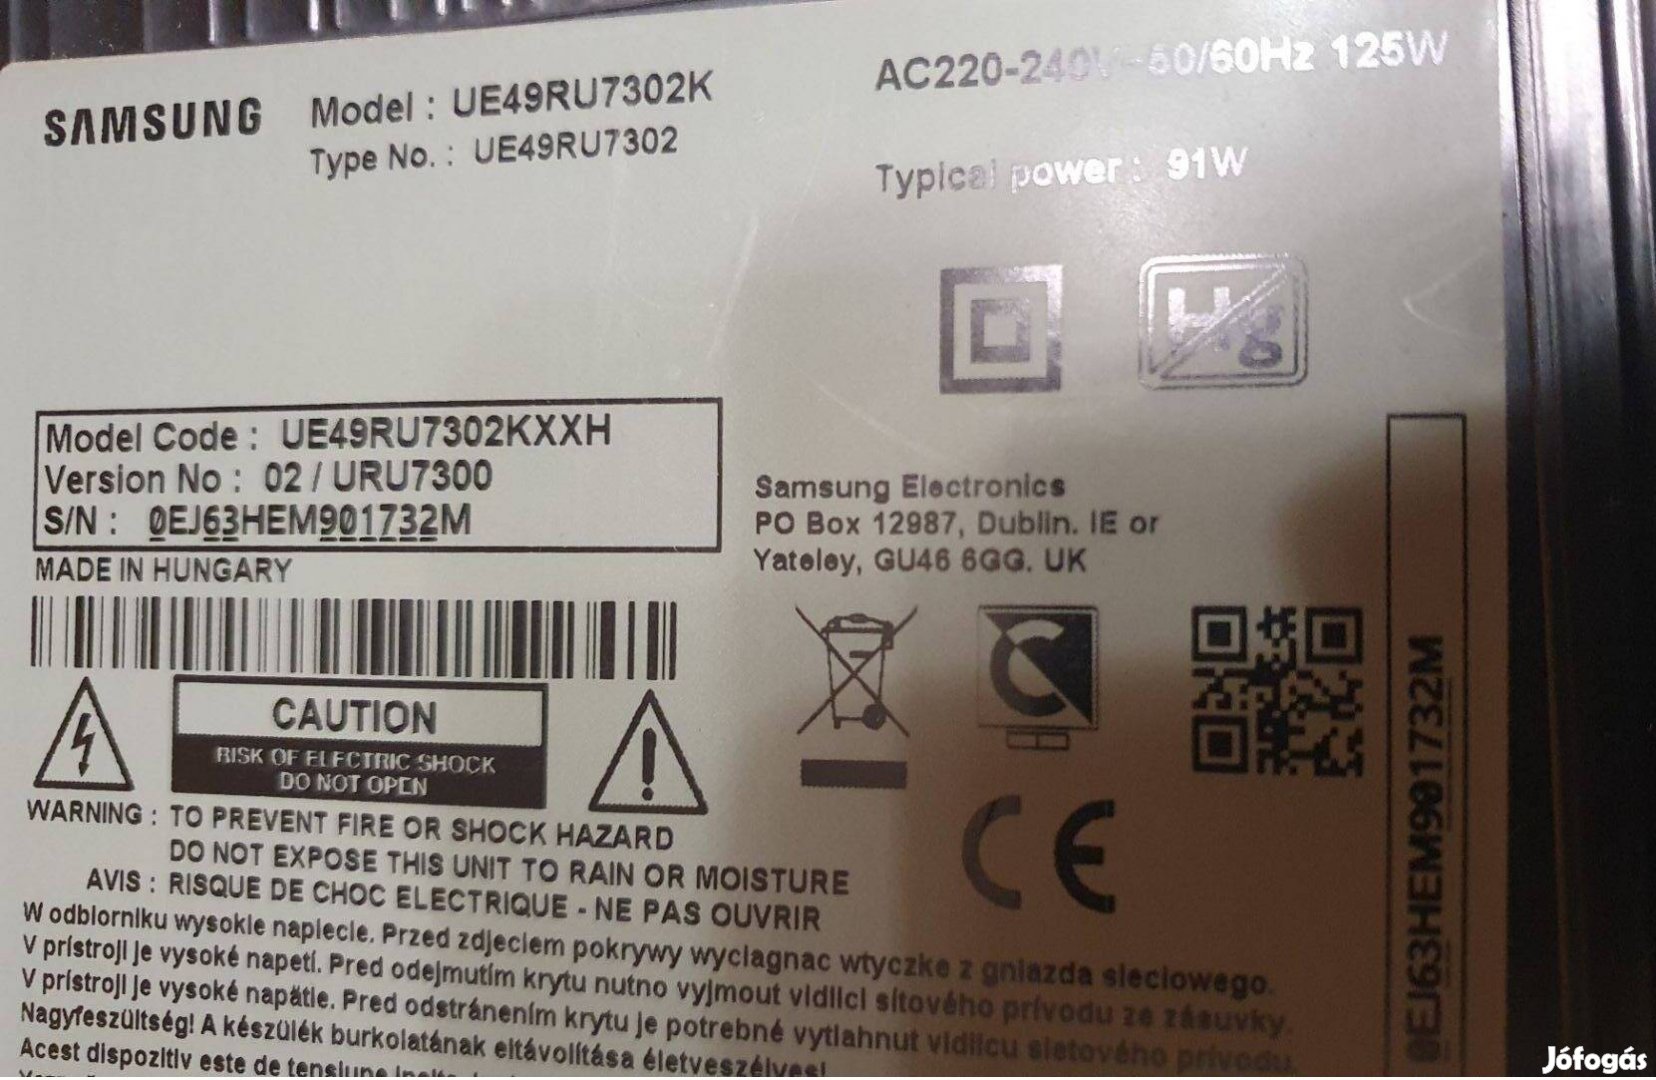 SAMSUNG
Model : UE49RU7302K
Type No. : UE49RU7302
AC220-240V~50/60Hz 125W
Typical power : 91W
Hg
Model Code : UE49RU7302KXXH
Version No : 02 / URU7300
S/N : 0EJ63HEM901732M
MADE IN HUNGARY
Samsung Electronics
PO Box 12987, Dublin. IE or
Yateley, GU46 6GG. UK
CAUTION
RISK OF ELECTRIC SHOCK
DO NOT OPEN
C
CE
0EJ63HEM901732M
WARNING : TO PREVENT FIRE OR SHOCK HAZARD
DO NOT EXPOSE THIS UNIT TO RAIN OR MOISTURE
AVIS : RISQUE DE CHOC ELECTRIQUE - NE PAS OUVRIR
W odbiorniku wysokie napiecie. Przed zdjeciem pokrywy wyciagnac wtyczke z gniazda sieciowego.
V prístroji je vysoké napetí. Pred odejmutím krytu nutno vyjmout vidlici sítového prívodu ze zásuvky.
V prístroji je vysoké napätie. Pred odstránením krytu je potrebné vytiahnut vidlicu sietového prívodu.
Nagyfeszültség! A készülék burkolatának eltávolítása életveszélyes!
Acest dispozitiv este de tensiune
Jófogás